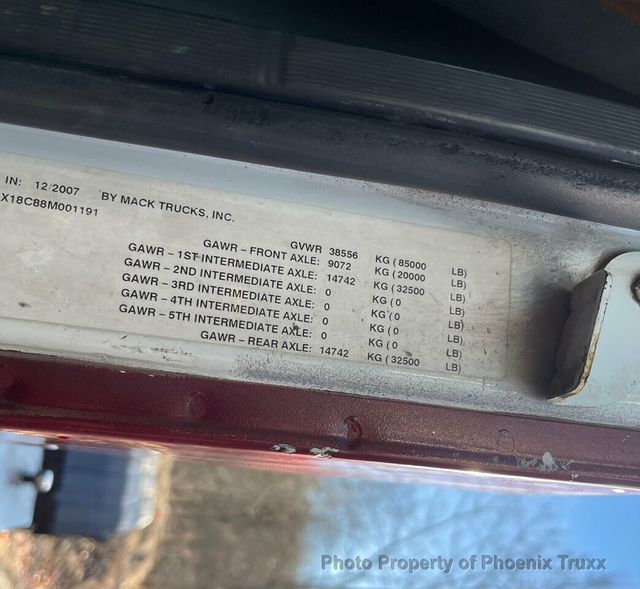 IN: 12/2007 BY MACK TRUCKS, INC.
X18C88M001191
GVWR 38556 KG ( 85000 LB)
GAWR – FRONT AXLE: 9072 KG ( 20000 LB)
GAWR – 1ST INTERMEDIATE AXLE: 14742 KG ( 32500 LB)
GAWR – 2ND INTERMEDIATE AXLE: 0 KG ( 0 LB)
GAWR – 3RD INTERMEDIATE AXLE: 0 KG ( 0 LB)
GAWR – 4TH INTERMEDIATE AXLE: 0 KG ( 0 LB)
GAWR – 5TH INTERMEDIATE AXLE: 0 KG ( 0 LB)
GAWR – REAR AXLE: 14742 KG ( 32500 LB)
Photo Property of Phoenix Truxx